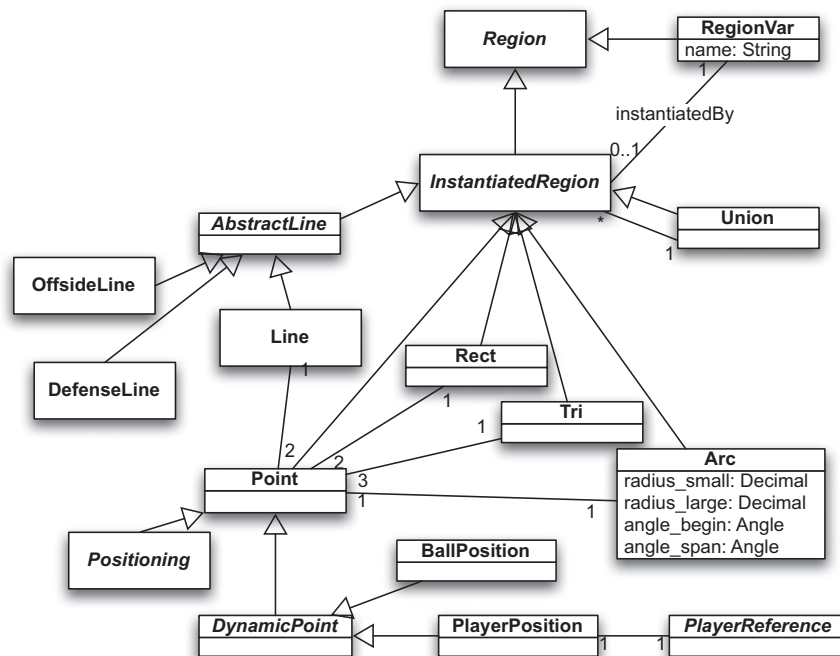 Region
RegionVar
name: String
1
instantiatedBy
0..1
InstantiatedRegion
*
1
Union
AbstractLine
OffsideLine
Line
1
DefenseLine
Rect
1
Tri
1
Arc
radius_small: Decimal
radius_large: Decimal
angle_begin: Angle
angle_span: Angle
1
2
2
3
1
Point
Positioning
BallPosition
DynamicPoint
PlayerPosition
1
1
PlayerReference